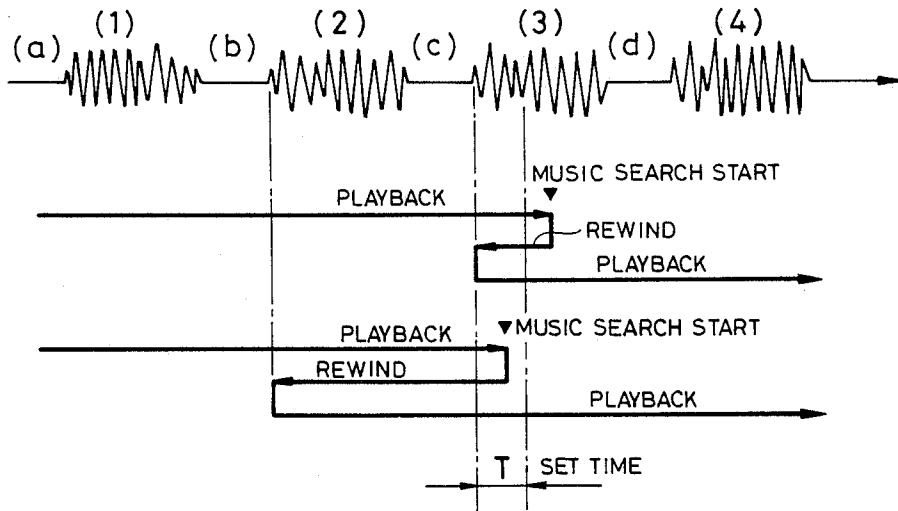 (a) (1) (b) (2) (c) (3) (d) (4)
MUSIC SEARCH START
PLAYBACK
REWIND
PLAYBACK
MUSIC SEARCH START
PLAYBACK
REWIND
PLAYBACK
T SET TIME